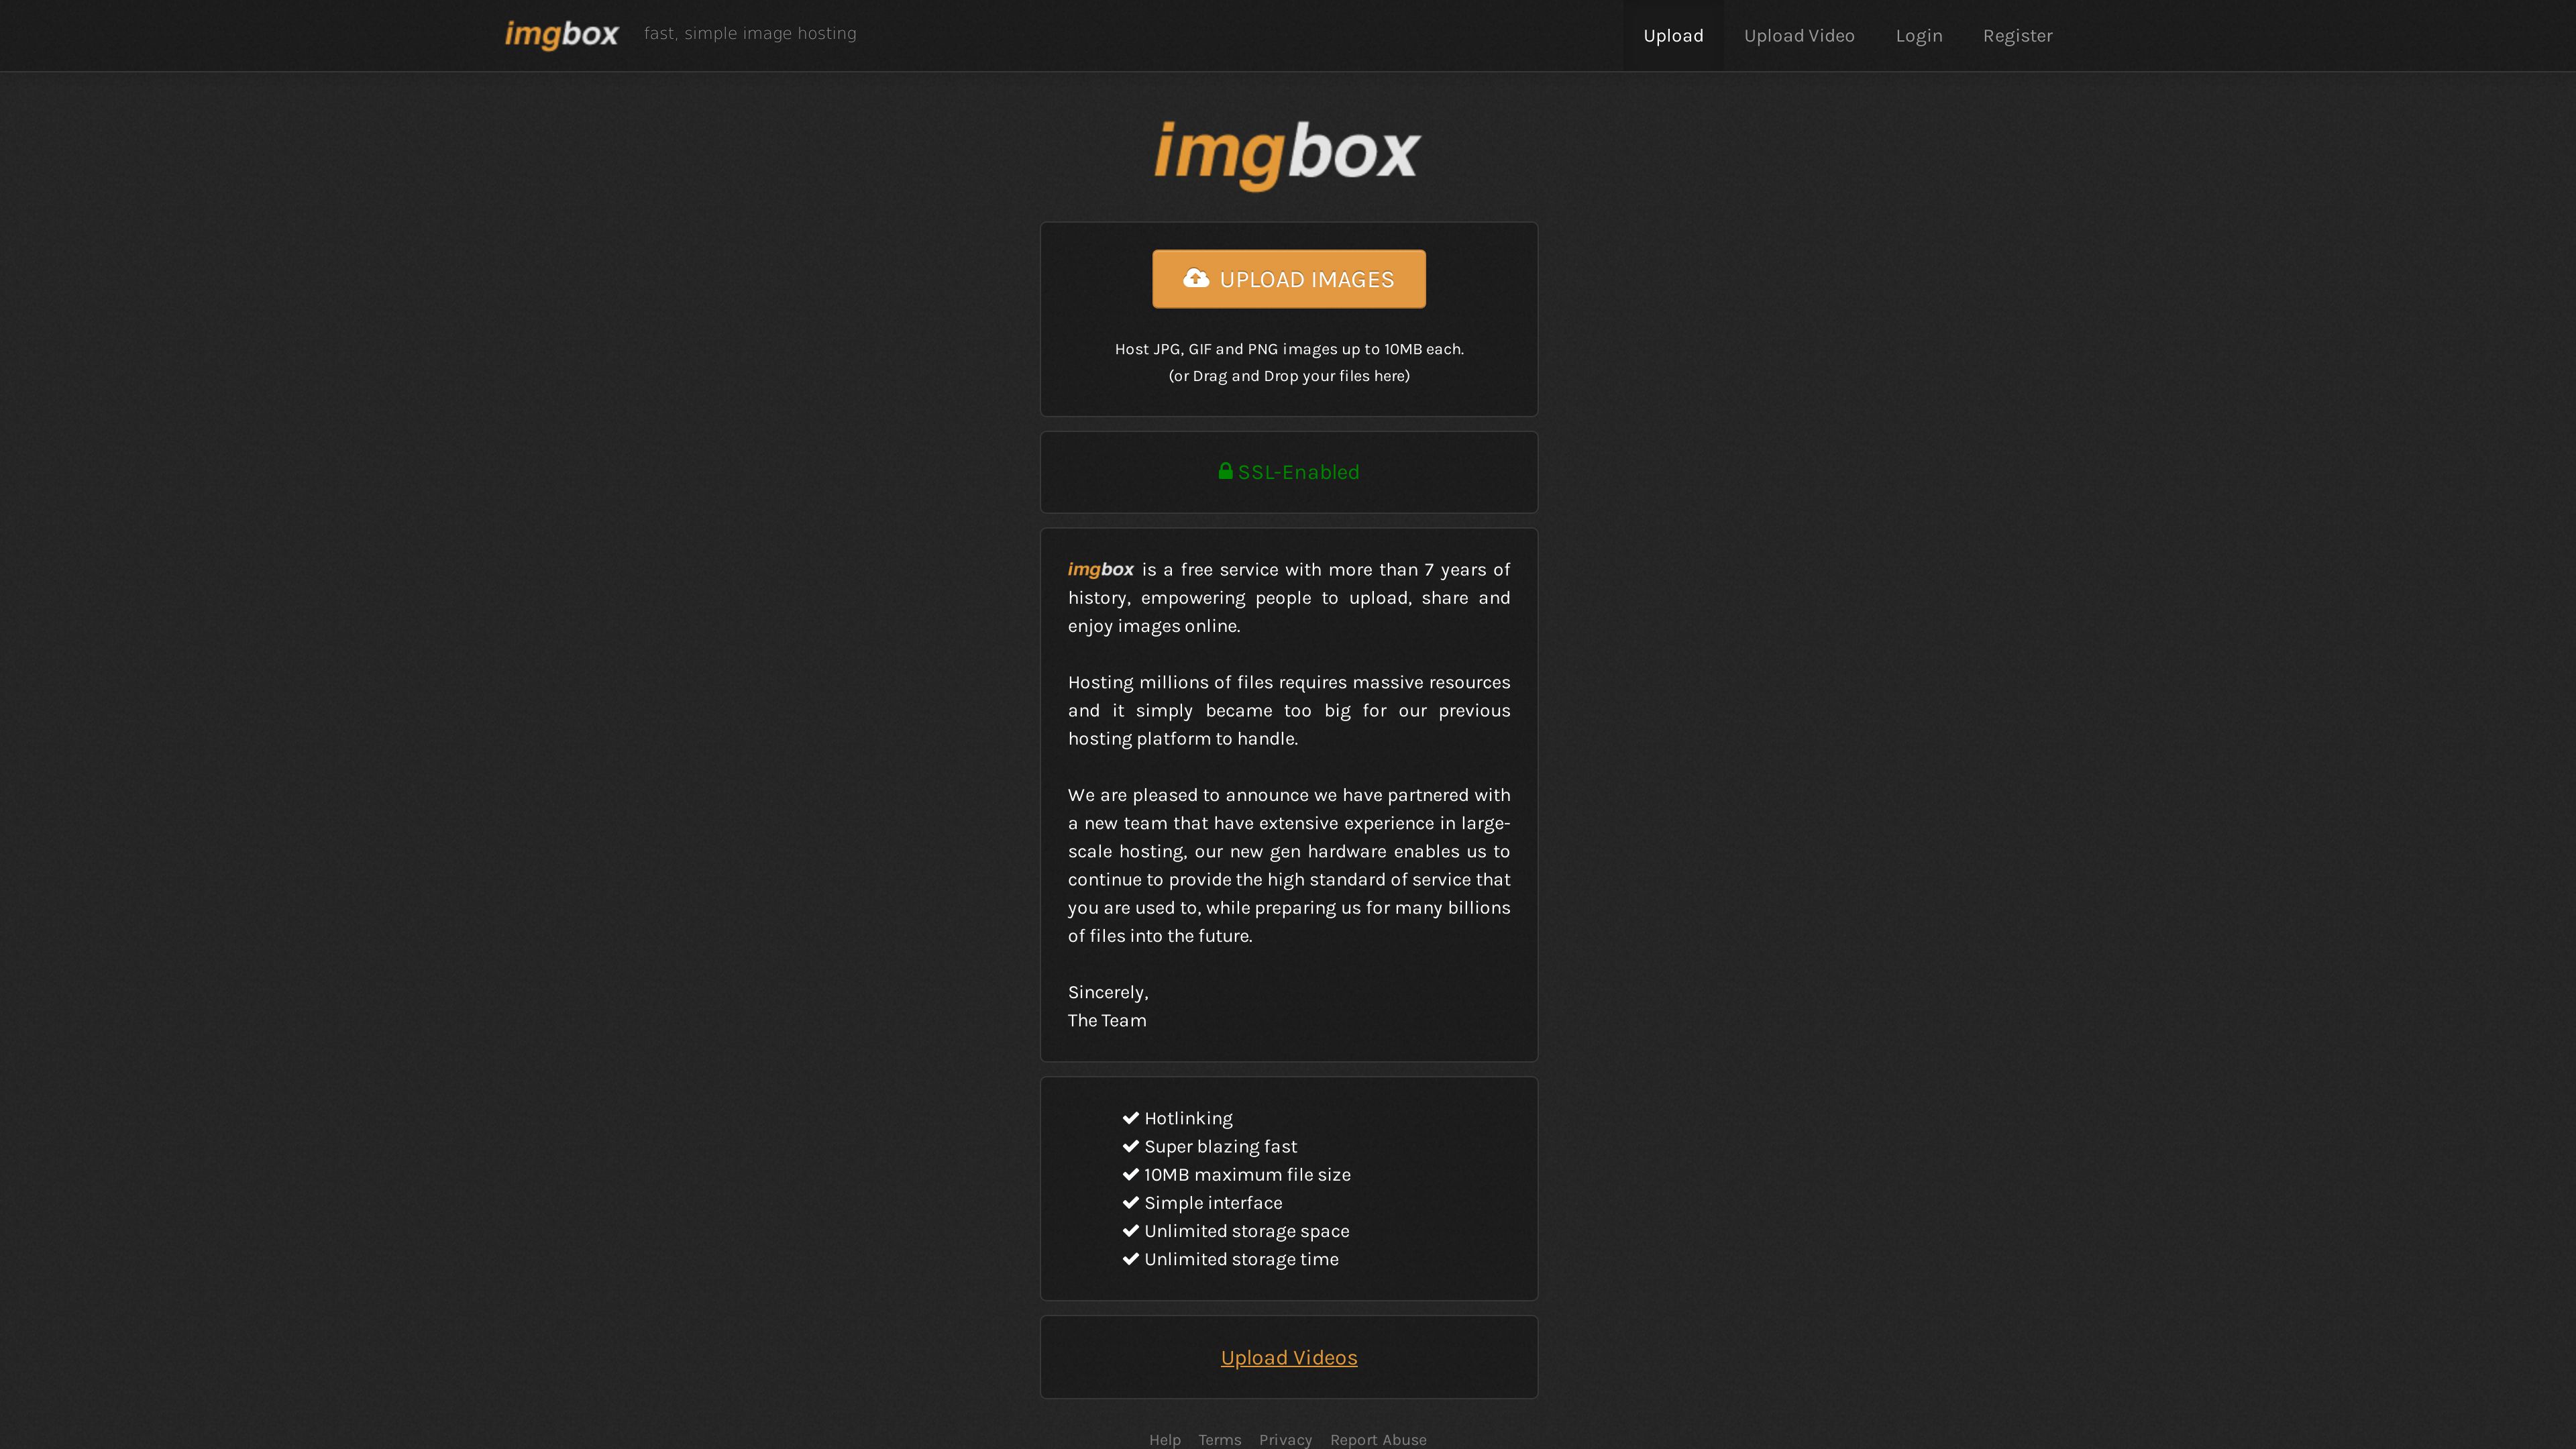 imgbox fast, simple image hosting Upload Upload Video Login Register
imgbox
UPLOAD IMAGES
Host JPG, GIF and PNG images up to 10MB each.
(or Drag and Drop your files here)
SSL-Enabled
imgbox is a free service with more than 7 years of
history, empowering people to upload, share and
enjoy images online.
Hosting millions of files requires massive resources
and it simply became too big for our previous
hosting platform to handle.
We are pleased to announce we have partnered with
a new team that have extensive experience in large-
scale hosting, our new gen hardware enables us to
continue to provide the high standard of service that
you are used to, while preparing us for many billions
of files into the future.
Sincerely,
The Team
Hotlinking
Super blazing fast
10MB maximum file size
Simple interface
Unlimited storage space
Unlimited storage time
Upload Videos
Help Terms Privacy Report Abuse